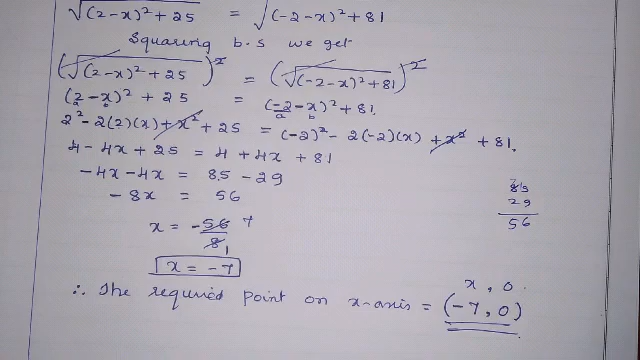 √(2-x)²+25 = √(-2-x)²+81
Squaring b.s we get
(√(2-x)²+25)² = (√(-2-x)²+81)²
(2-x)²+25 = (-2-x)²+81.
a b a b
2²-2(2)(x)+x²+25 = (-2)²-2(-2)(x)+x²+81.
4-4x+25 = 4+4x+81
-4x-4x = 85-29
-8x = 56
x = -56/8 7 1
x = -7
7 85
29
56
x, 0
∴ The required point on x-axis = (-7, 0)